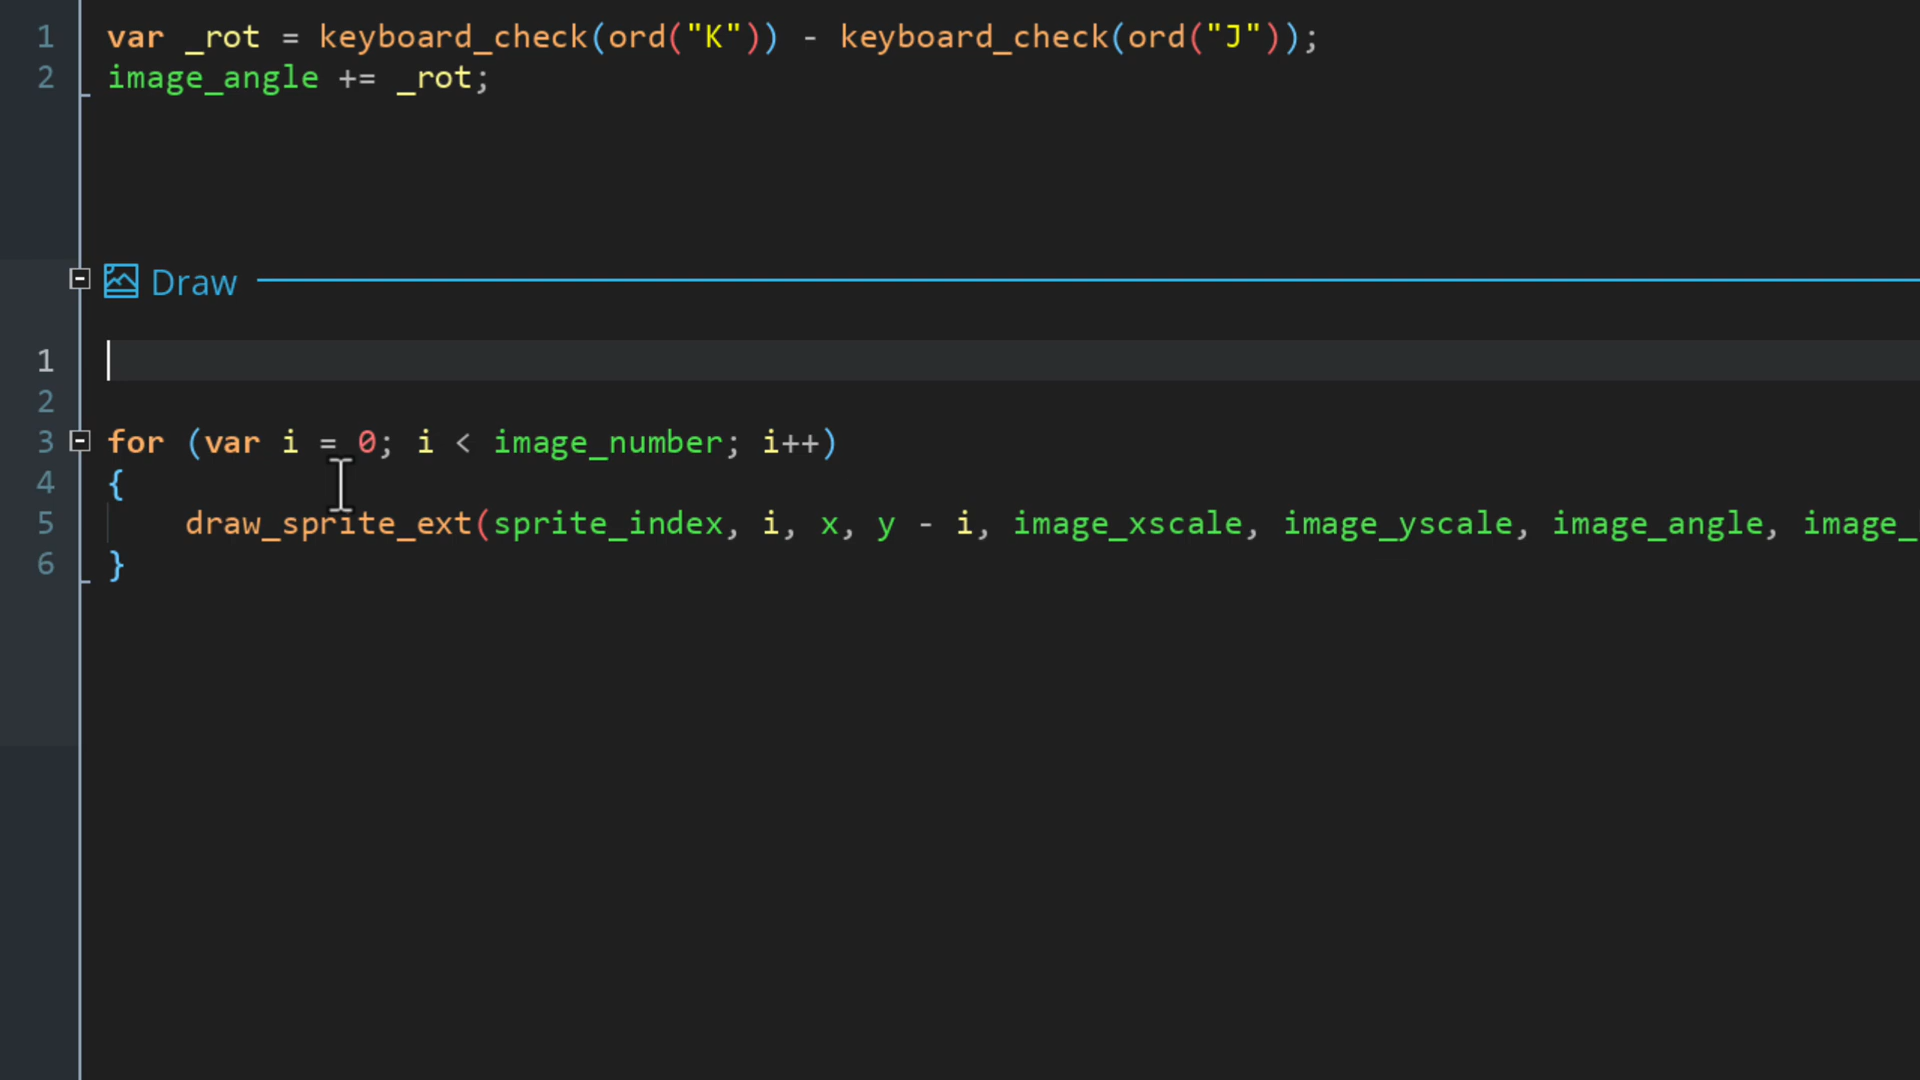 1 var _rot = keyboard_check(ord("K")) - keyboard_check(ord("J"));
2 image_angle += _rot;
Draw
1
2
3 for (var i = 0; i < image_number; i++)
4 {
5 draw_sprite_ext(sprite_index, i, x, y - i, image_xscale, image_yscale, image_angle, image_
6 }